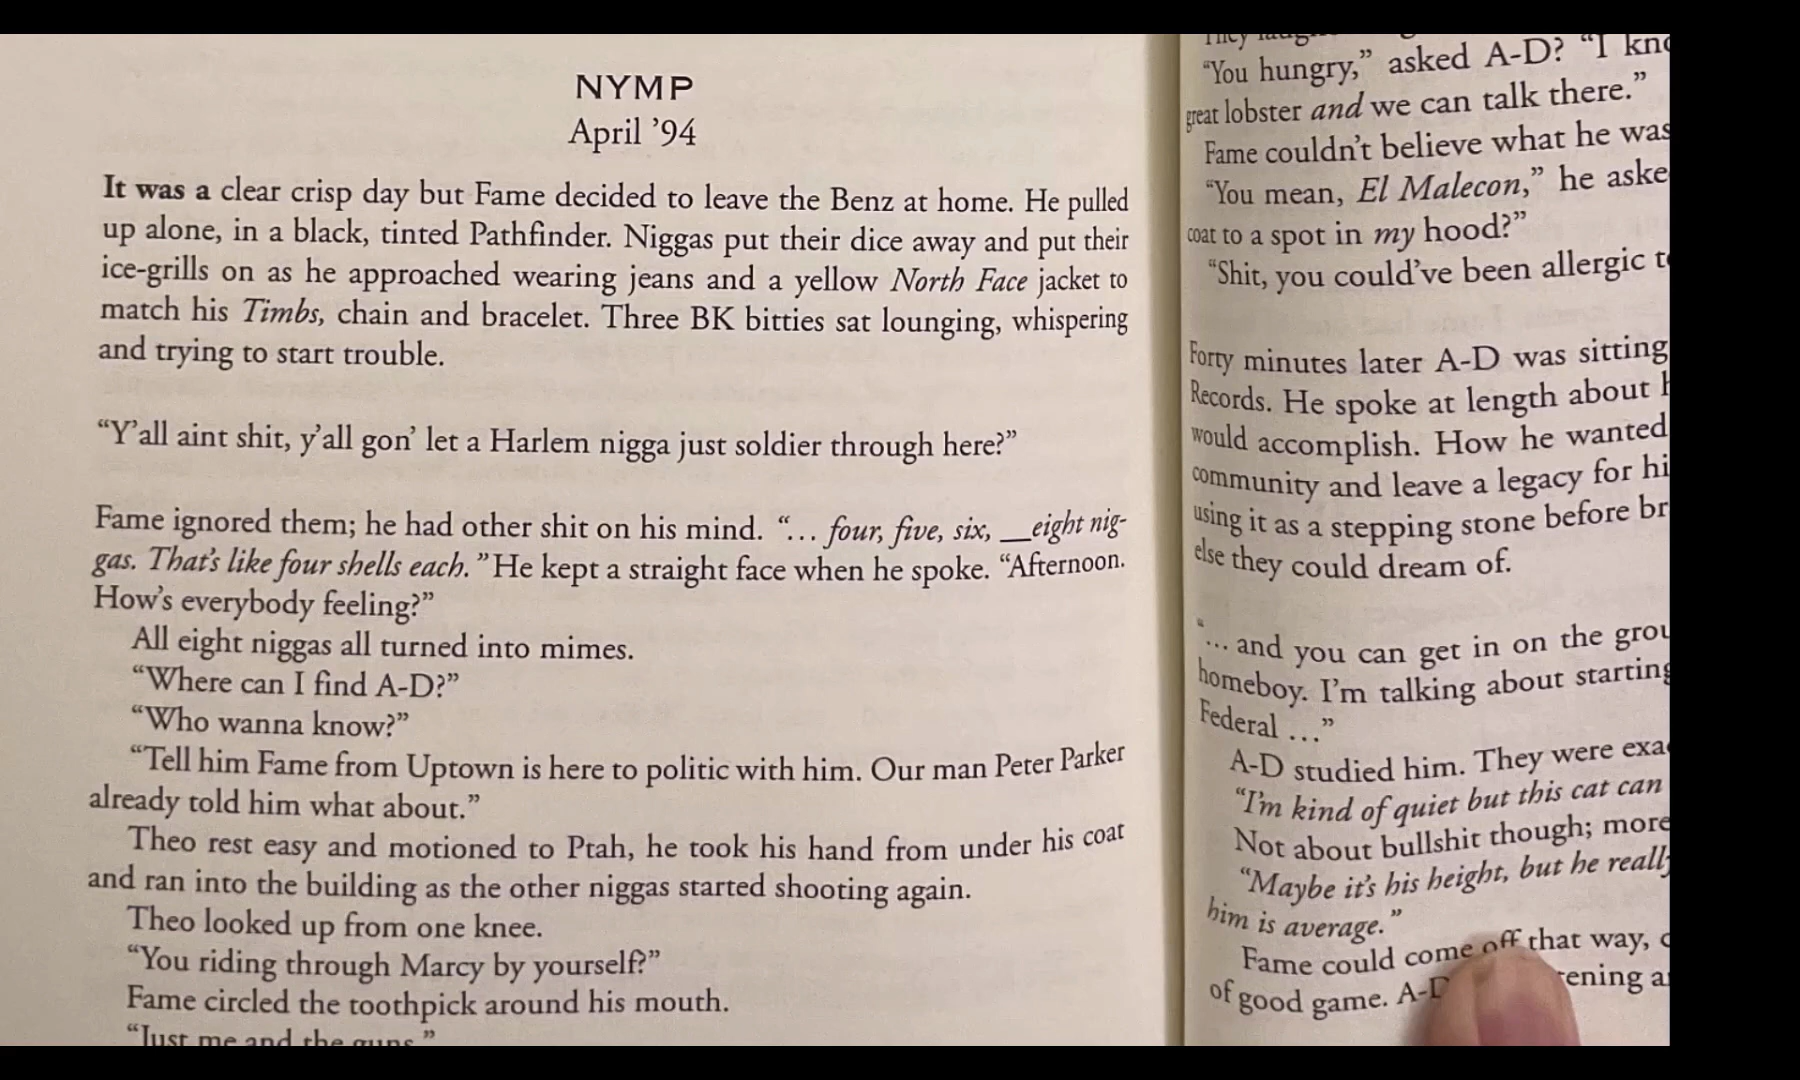 NYMP
April ’94
It was a clear crisp day but Fame decided to leave the Benz at home. He pulled
up alone, in a black, tinted Pathfinder. Niggas put their dice away and put their
ice-grills on as he approached wearing jeans and a yellow North Face jacket to
match his Timbs, chain and bracelet. Three BK bitties sat lounging, whispering
and trying to start trouble.
“Y’all aint shit, y’all gon’ let a Harlem nigga just soldier through here?”
Fame ignored them; he had other shit on his mind. “… four, five, six, __eight nig-
gas. That’s like four shells each.” He kept a straight face when he spoke. “Afternoon.
How’s everybody feeling?”
All eight niggas all turned into mimes.
“Where can I find A-D?”
“Who wanna know?”
“Tell him Fame from Uptown is here to politic with him. Our man Peter Parker
already told him what about.”
Theo rest easy and motioned to Ptah, he took his hand from under his coat
and ran into the building as the other niggas started shooting again.
Theo looked up from one knee.
“You riding through Marcy by yourself?”
Fame circled the toothpick around his mouth.
“Just me and the guns.”
They
“You hungry,” asked A-D? “I kno
great lobster and we can talk there.”
Fame couldn’t believe what he was
“You mean, El Malecon,” he aske
coat to a spot in my hood?”
“Shit, you could’ve been allergic t
Forty minutes later A-D was sitting
Records. He spoke at length about h
would accomplish. How he wanted
community and leave a legacy for hi
using it as a stepping stone before br
else they could dream of.
“… and you can get in on the grou
homeboy. I’m talking about starting
Federal …”
A-D studied him. They were exa
“I’m kind of quiet but this cat can
Not about bullshit though; more
“Maybe it’s his height, but he really
him is average.”
Fame could come off that way, c
of good game. A-D tening a